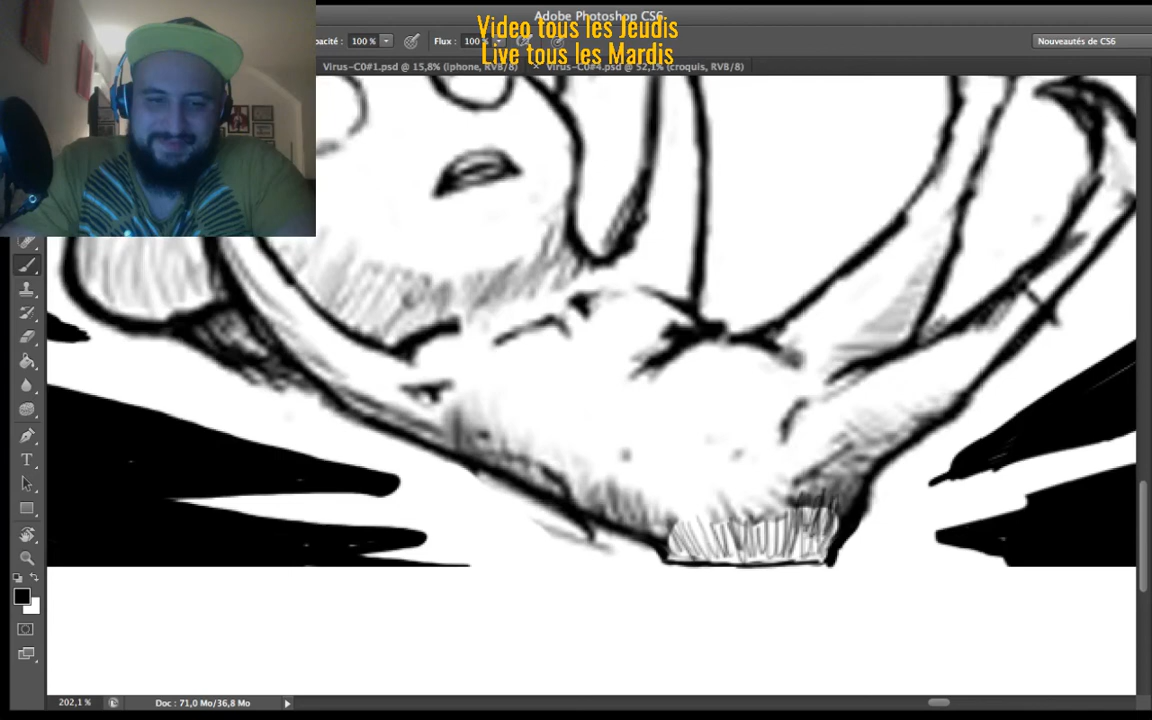 Adobe Photoshop CS6
Video tous les Jeudis
Live tous les Mardis
pacité : 100 % Flux : 100 % Nouveautés de CS6
Virus-C0#1.psd @ 15,8% (Iphone, RVB/8) × Virus-C0#4.psd @ 52,1% (croquis, RVB/8)
202,1 % Doc : 71,0 Mo/36,8 Mo